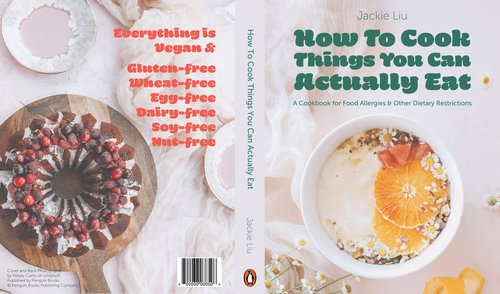 Everything is
Vegan &
Gluten-free
Wheat-free
Egg-free
Dairy-free
Soy-free
Nut-free
Cover and Back Photographed
by Kelsey Curtis on Unsplash.
Published by Penguin Books.
© Penguin Books Publishing Company
How To Cook Things You Can Actually Eat
Jackie Liu
Jackie Liu
How To Cook
Things You Can
Actually Eat
A Cookbook for Food Allergies & Other Dietary Restrictions